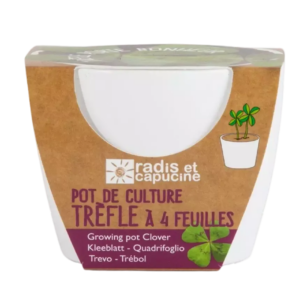 radis et
capucine
POT DE CULTURE
TRÈFLE À 4 FEUILLES
Growing pot Clover
Kleeblatt - Quadrifoglio
Trevo - Trébol